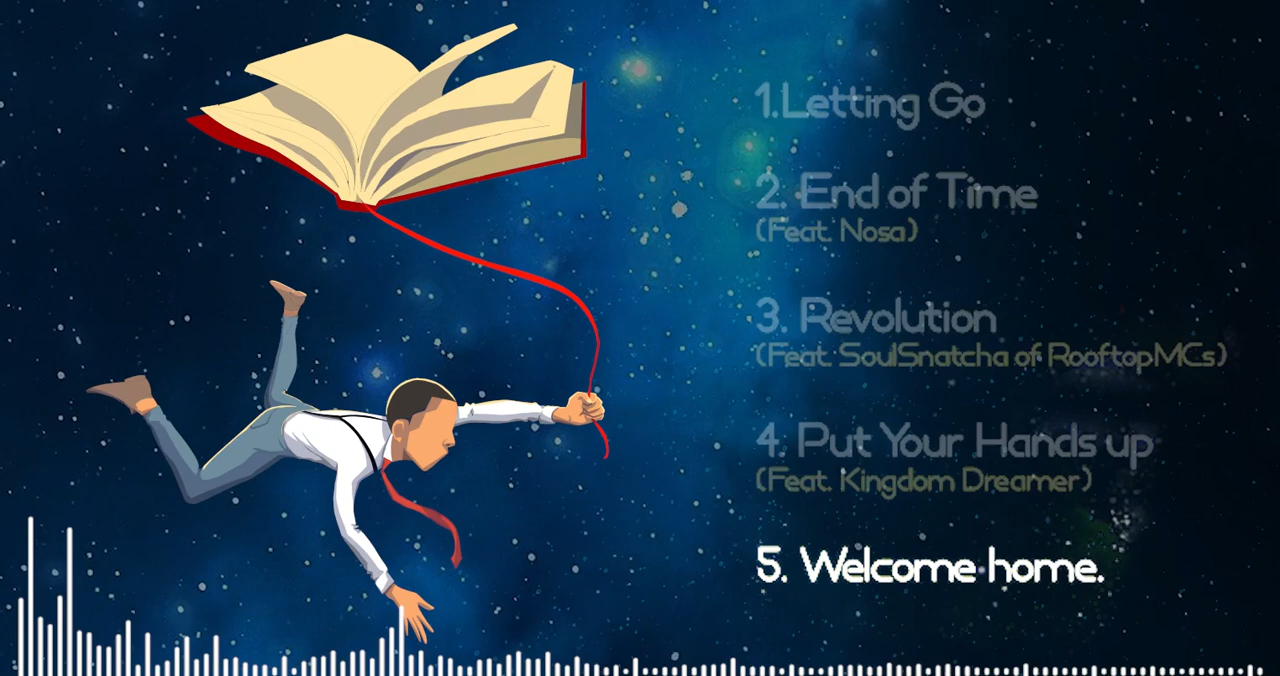 1.Letting Go
2. End of Time
(Feat. Nosa)
3. Revolution
(Feat. SoulSnatcha of RooftopMCs)
4. Put Your Hands up
(Feat. Kingdom Dreamer)
5. Welcome home.